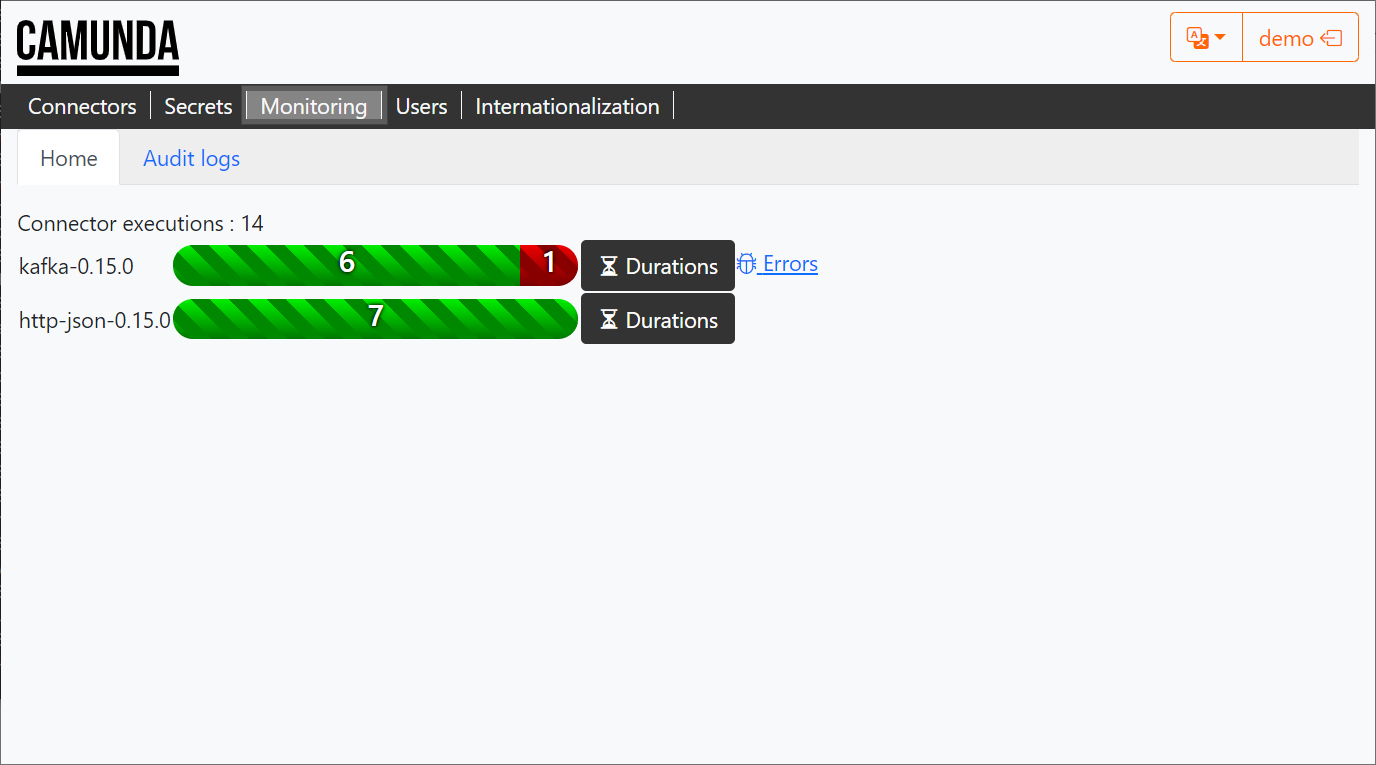 CAMUNDA
demo
Connectors Secrets Monitoring Users Internationalization
Home Audit logs
Connector executions : 14
kafka-0.15.0 6 1 Durations Errors
http-json-0.15.0 7 Durations